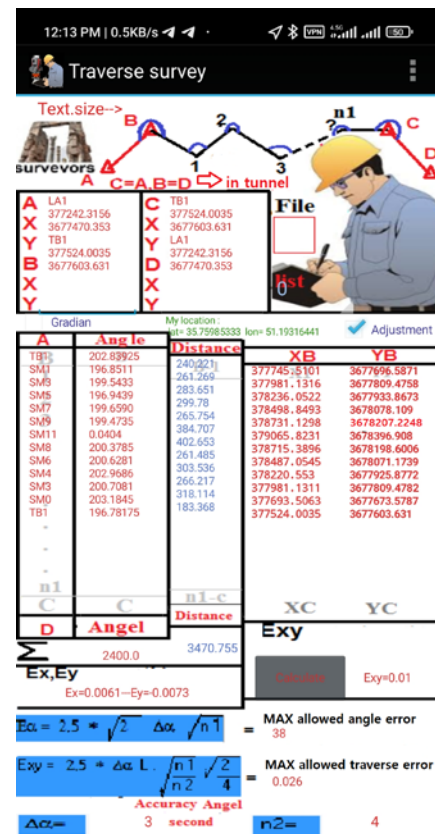 12:13 PM | 0.5KB/s
VPN 4.5G 50
Traverse survey
Text.size-->
B 2 n1 C
? D
surveyors 1 3
A C=A,B=D in tunnel
A LA1
X 377242.3156
Y 3677470.353
TB1
B 377524.0035
X 3677603.631
Y
C TB1
X 377524.0035
Y 3677603.631
LA1
D 377242.3156
X 3677470.353
Y
File
list
0
Gradian
My location :
lat= 35.75985333 lon= 51.19316441
Adjustment
A Angle Distance XB YB
TB1 202.83925 240.221
SM1 196.8511 261.269 377745.5101 3677696.5871
SM3 199.5433 283.651 377981.1316 3677809.4758
SM5 196.9439 299.78 378236.0522 3677933.8673
SM7 199.6590 265.754 378498.8493 3678078.109
SM9 199.4735 384.707 378731.1298 3678207.2248
SM11 0.0404 402.653 379065.8231 3678396.908
SM8 200.3785 261.485 378715.3896 3678198.6006
SM6 200.6281 303.536 378487.0545 3678071.1739
SM4 202.9686 266.217 378220.553 3677925.8772
SM3 200.7081 318.114 377981.1311 3677809.4782
SM0 203.1845 183.368 377693.5063 3677673.5787
TB1 196.78175 377524.0035 3677603.631
n1
C C n1-c XC YC
D Angel Distance
Exy
Σ 2400.0 3470.755
Ex,Ey
Ex=0.0061---Ey=-0.0073
Calculate
Exy=0.01
Eα = 2.5 * √2 Δα √n1 = MAX allowed angle error
38
Exy = 2.5 * Δα L . √n1/n2 √2/4 = MAX allowed traverse error
0.026
Accuracy Angel
Δα= 3 second n2= 4